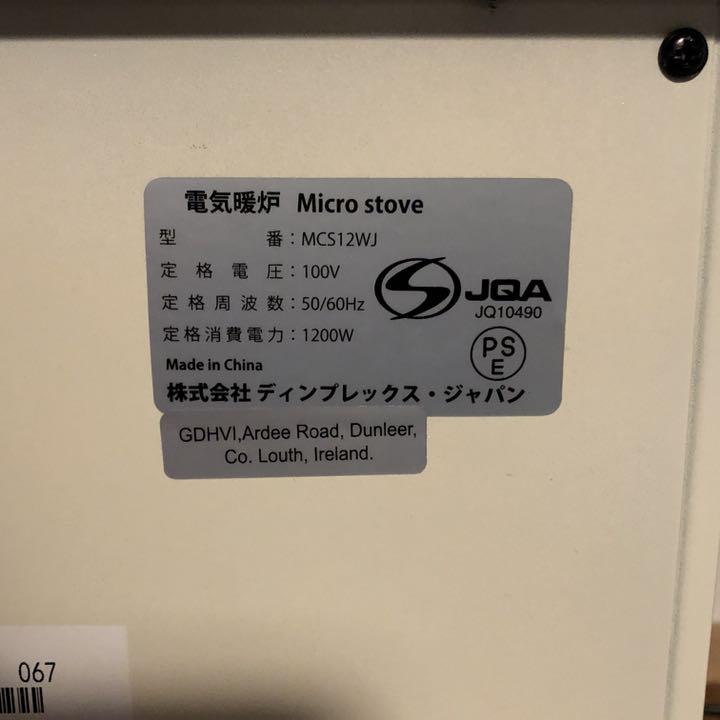 電気暖炉 Micro stove
型番：MCS12WJ
定格電圧：100V
定格周波数：50/60Hz
定格消費電力：1200W
JQA
JQ10490
PS
E
Made in China
株式会社 ディンプレックス・ジャパン
GDHVI,Ardee Road, Dunleer,
Co. Louth, Ireland.
067